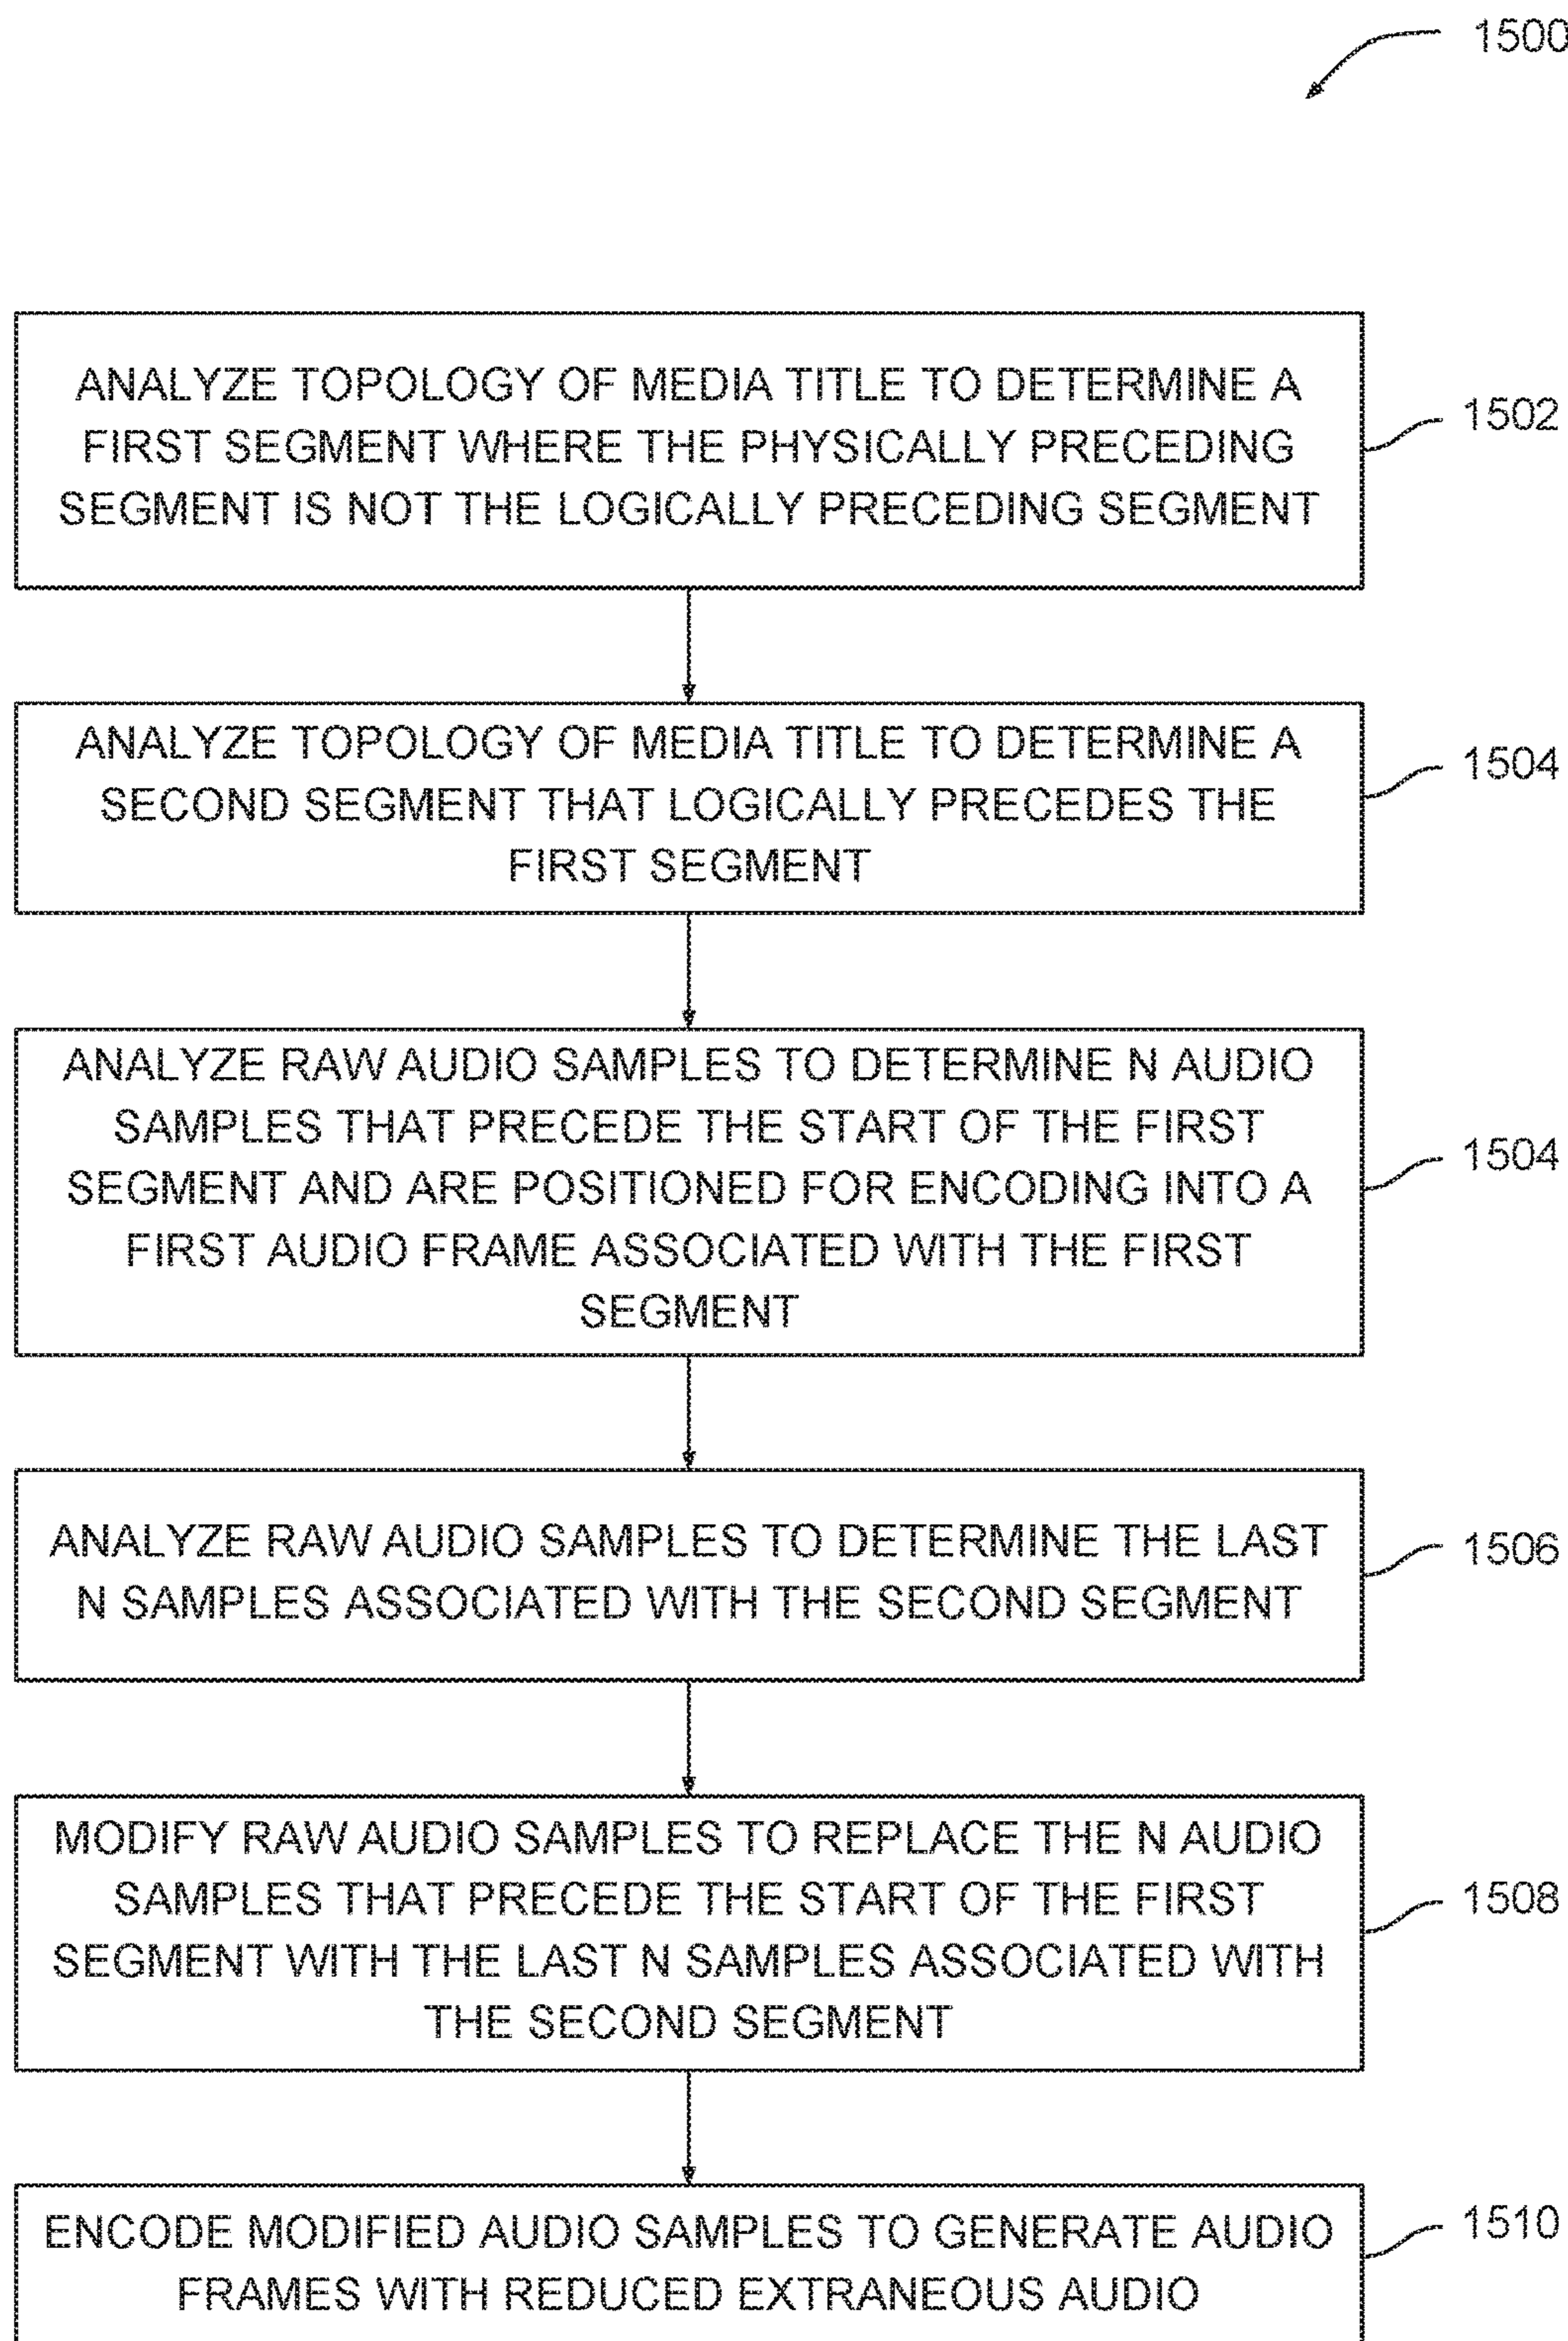 1500
ANALYZE TOPOLOGY OF MEDIA TITLE TO DETERMINE A
FIRST SEGMENT WHERE THE PHYSICALLY PRECEDING
SEGMENT IS NOT THE LOGICALLY PRECEDING SEGMENT
1502
ANALYZE TOPOLOGY OF MEDIA TITLE TO DETERMINE A
SECOND SEGMENT THAT LOGICALLY PRECEDES THE
FIRST SEGMENT
1504
ANALYZE RAW AUDIO SAMPLES TO DETERMINE N AUDIO
SAMPLES THAT PRECEDE THE START OF THE FIRST
SEGMENT AND ARE POSITIONED FOR ENCODING INTO A
FIRST AUDIO FRAME ASSOCIATED WITH THE FIRST
SEGMENT
1504
ANALYZE RAW AUDIO SAMPLES TO DETERMINE THE LAST
N SAMPLES ASSOCIATED WITH THE SECOND SEGMENT
1506
MODIFY RAW AUDIO SAMPLES TO REPLACE THE N AUDIO
SAMPLES THAT PRECEDE THE START OF THE FIRST
SEGMENT WITH THE LAST N SAMPLES ASSOCIATED WITH
THE SECOND SEGMENT
1508
ENCODE MODIFIED AUDIO SAMPLES TO GENERATE AUDIO
FRAMES WITH REDUCED EXTRANEOUS AUDIO
1510